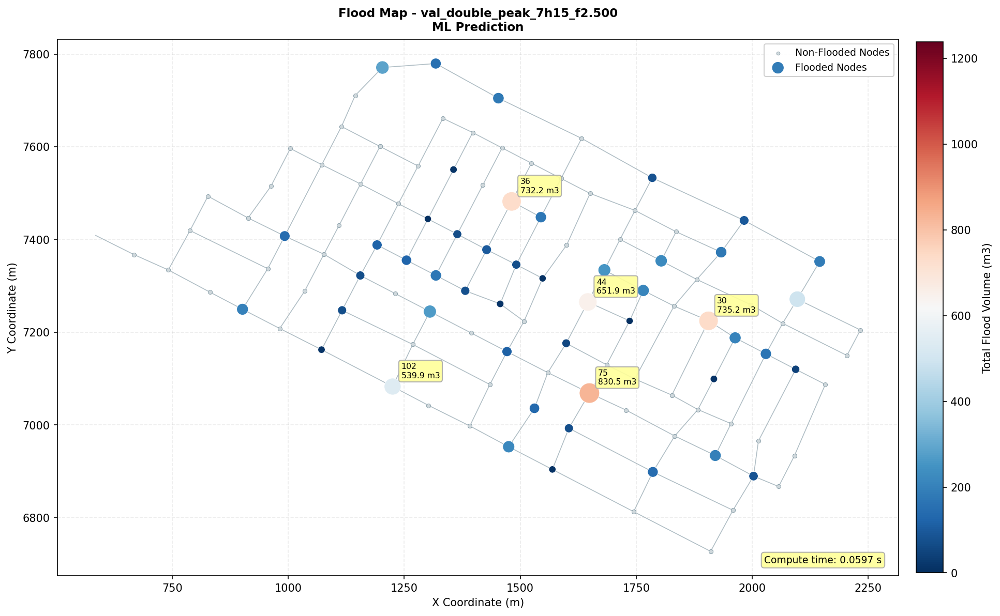 Flood Map - val_double_peak_7h15_f2.500
ML Prediction
Non-Flooded Nodes
Flooded Nodes
7800
7600
7400
7200
7000
6800
Y Coordinate (m)
36
732.2 m3
44
651.9 m3
30
735.2 m3
102
539.9 m3
75
830.5 m3
Compute time: 0.0597 s
750
1000
1250
1500
1750
2000
2250
X Coordinate (m)
1200
1000
800
600
400
200
0
Total Flood Volume (m3)